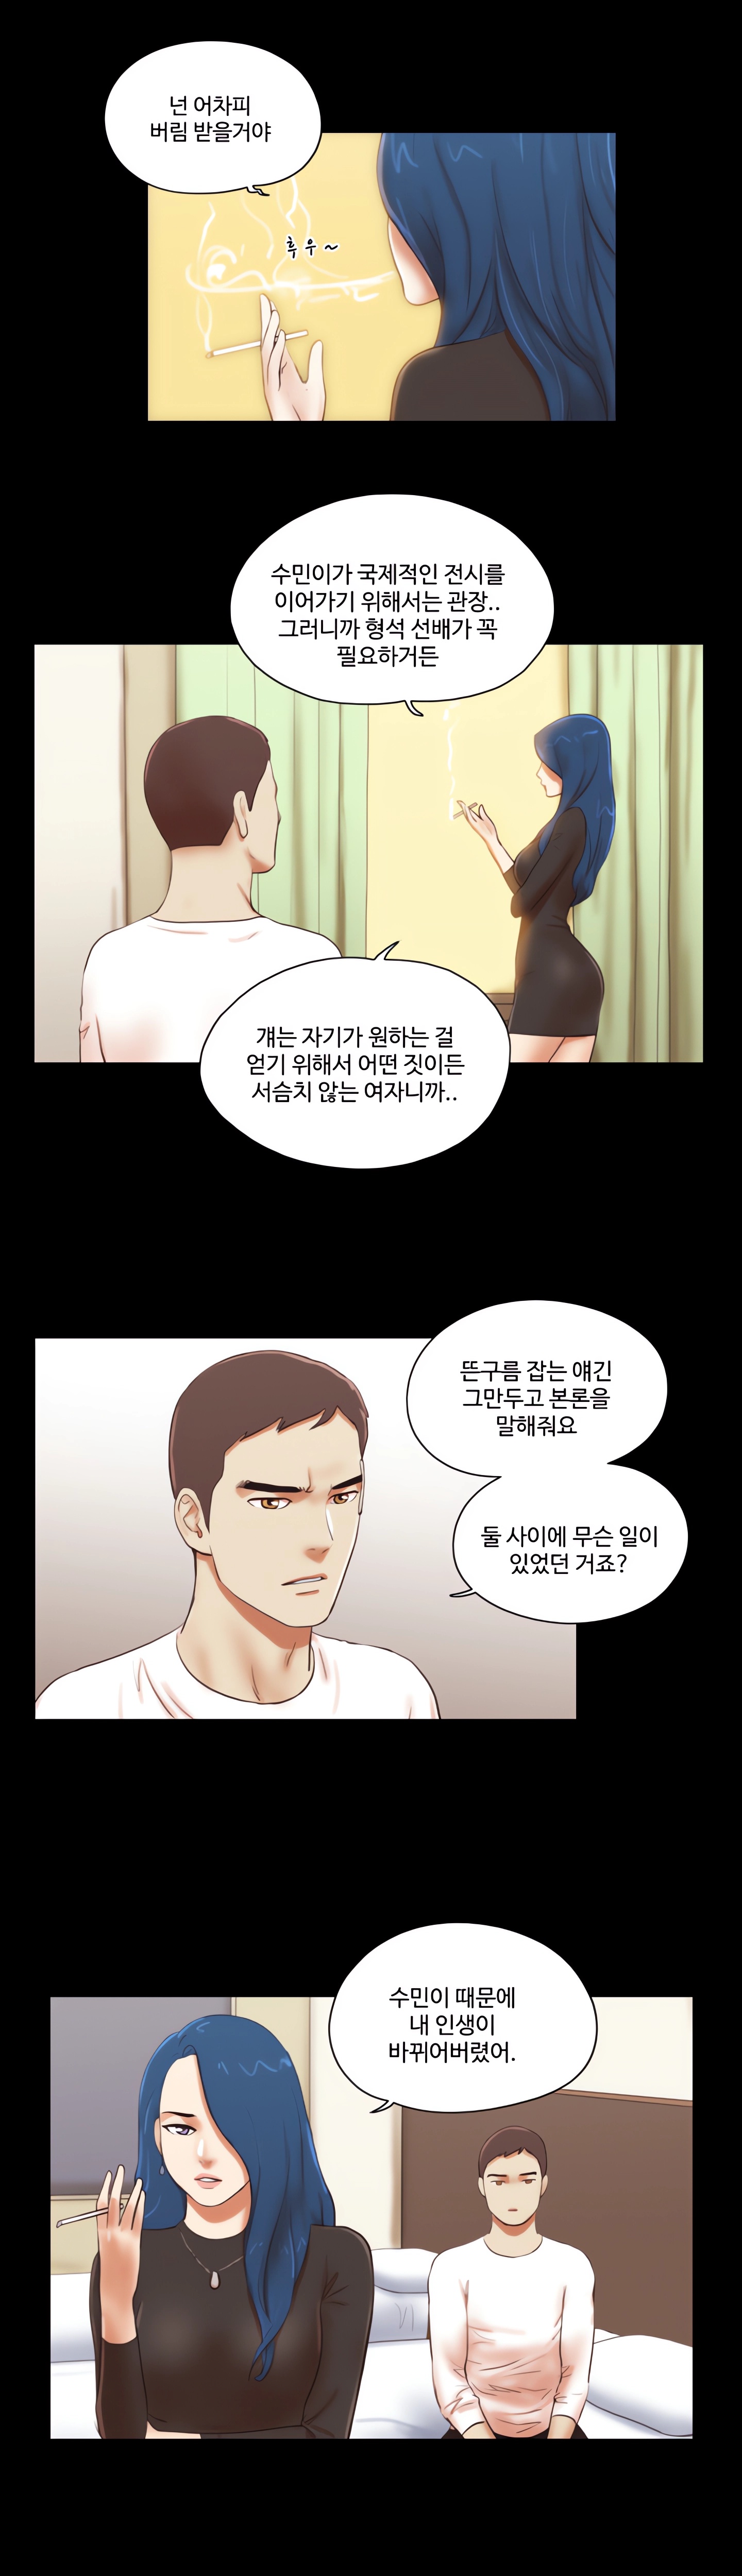 넌 어차피
버림 받을거야
후우~
수민이가 국제적인 전시를
이어가기 위해서는 관장..
그러니까 형석 선배가 꼭
필요하거든
걔는 자기가 원하는 걸
얻기 위해서 어떤 짓이든
서슴치 않는 여자니까..
뜬구름 잡는 얘긴
그만두고 본론을
말해줘요
둘 사이에 무슨 일이
있었던 거죠?
수민이 때문에
내 인생이
바뀌어버렸어.